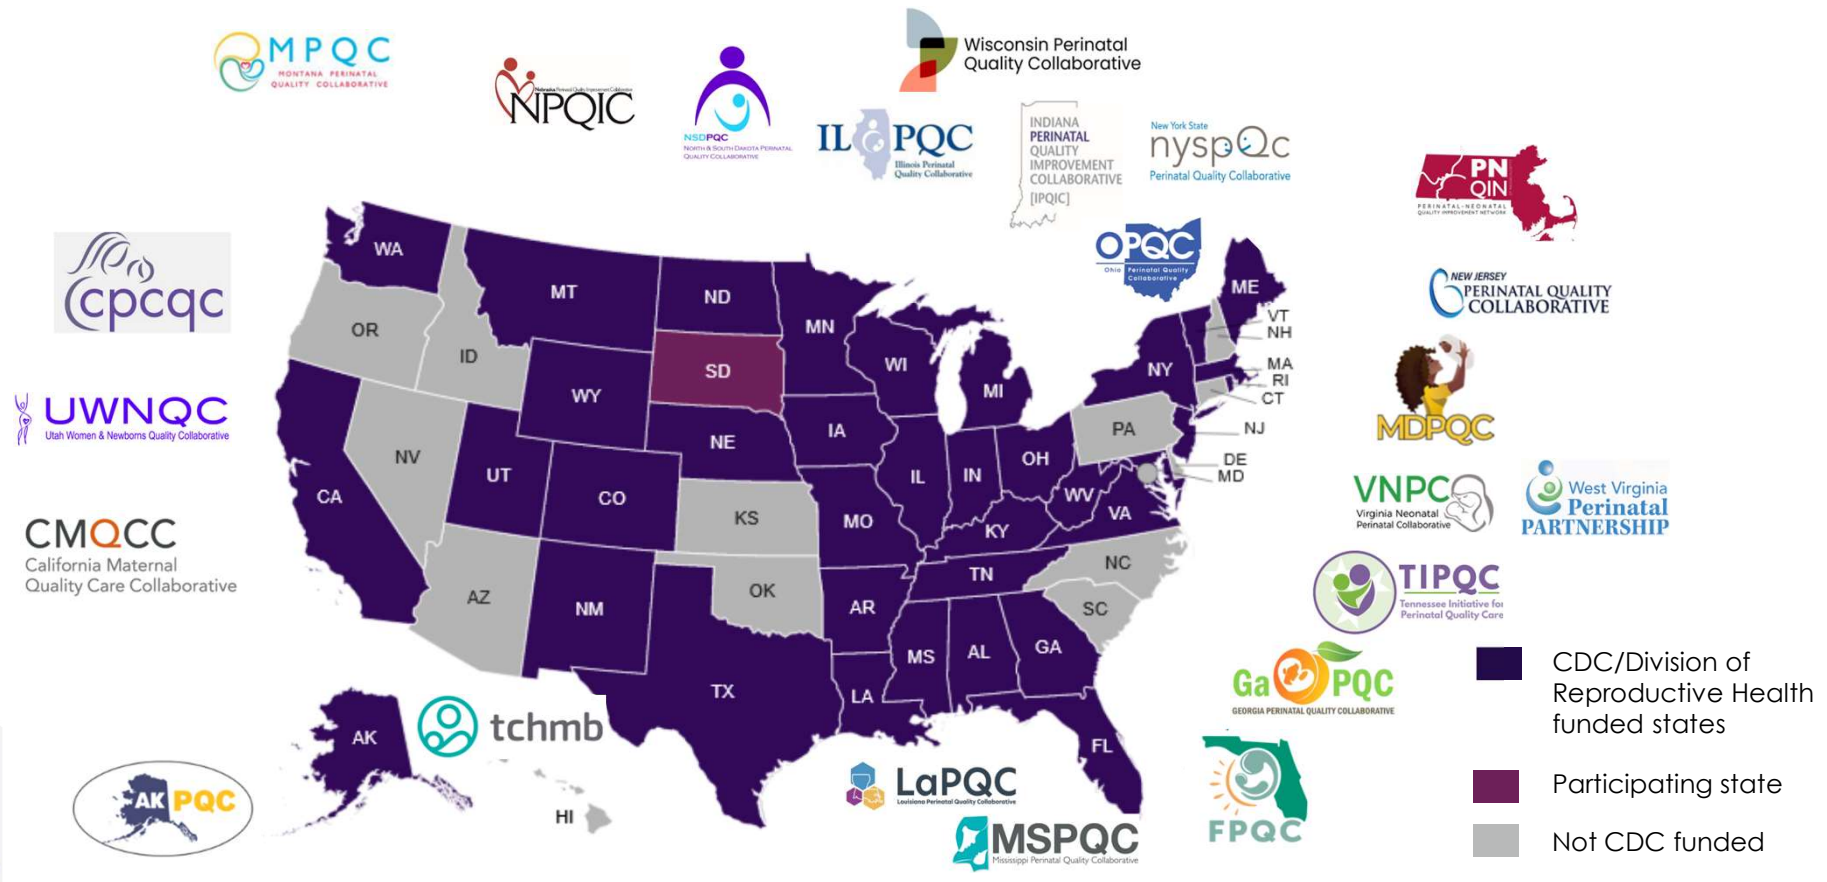 MPQC
MONTANA PERINATAL
QUALITY COLLABORATIVE
Nebraska Perinatal Quality Improvement Collaborative
NPQIC
NSDPQC
NORTH & SOUTH DAKOTA PERINATAL
QUALITY COLLABORATIVE
Wisconsin Perinatal
Quality Collaborative
IL PQC
Illinois Perinatal
Quality Collaborative
INDIANA
PERINATAL
QUALITY
IMPROVEMENT
COLLABORATIVE
[IPQIC]
New York State
nyspQc
Perinatal Quality Collaborative
PN
QIN
PERINATAL-NEONATAL
QUALITY IMPROVEMENT NETWORK
OPQC
Ohio Perinatal Quality
Collaborative
cpcqc
NEW JERSEY
PERINATAL QUALITY
COLLABORATIVE
UWNQC
Utah Women & Newborns Quality Collaborative
MDPQC
CMQCC
California Maternal
Quality Care Collaborative
VNPC
Virginia Neonatal
Perinatal Collaborative
West Virginia
Perinatal
PARTNERSHIP
TIPQC
Tennessee Initiative for
Perinatal Quality Care
GaPQC
GEORGIA PERINATAL QUALITY COLLABORATIVE
AK PQC
tchmb
LaPQC
Louisiana Perinatal Quality Collaborative
MSPQC
Mississippi Perinatal Quality Collaborative
FPQC
WA
MT
ND
MN
ME
VT
NH
OR
ID
SD
WI
MI
NY
MA
RI
CT
WY
NE
IA
PA
NJ
NV
UT
CO
IL
IN
OH
DE
MD
CA
KS
MO
WV
VA
KY
AZ
NM
OK
AR
TN
NC
SC
TX
LA
MS
AL
GA
AK
HI
FL
CDC/Division of
Reproductive Health
funded states
Participating state
Not CDC funded